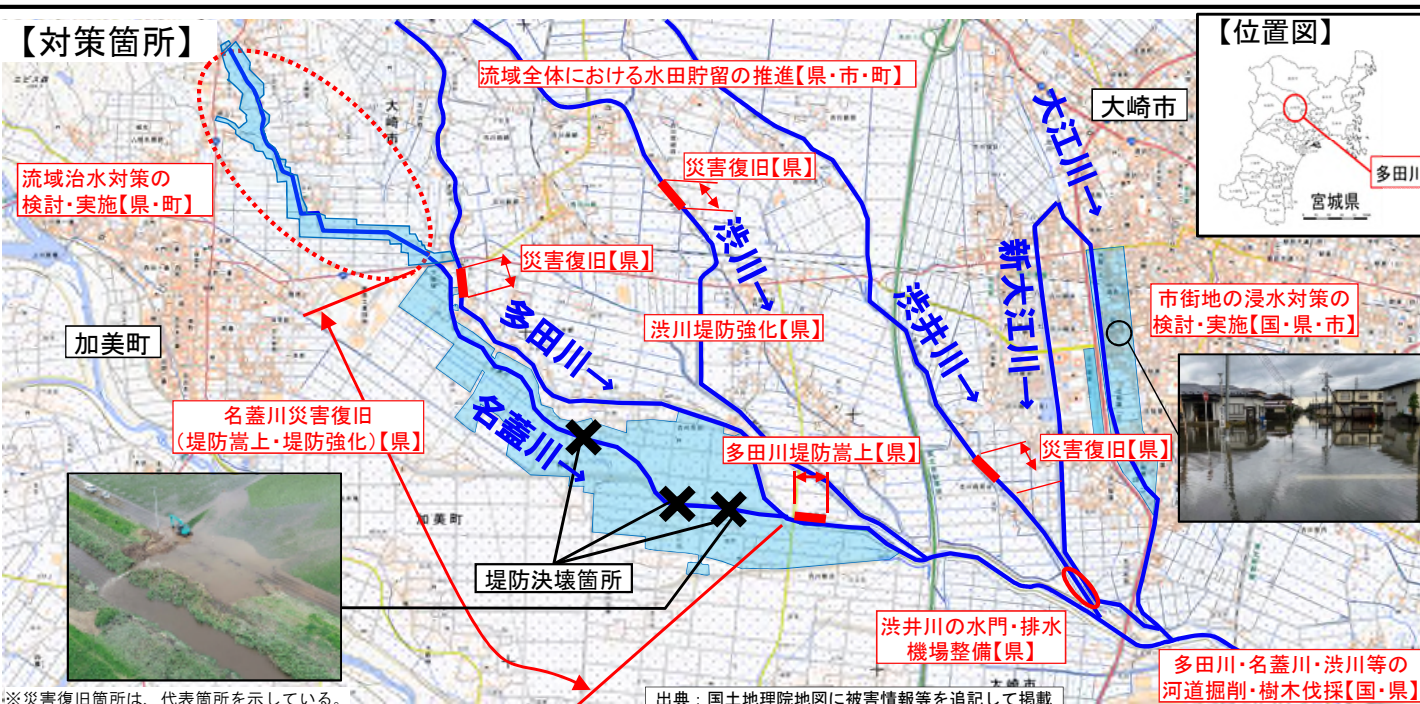 【対策箇所】
【位置図】
流域全体における水田貯留の推進【県・市・町】
大崎市
多田川
宮城県
大崎市
流域治水対策の
検討・実施【県・町】
災害復旧【県】
大江川→
渋川→
災害復旧【県】
新大江川→
市街地の浸水対策の
検討・実施【国・県・市】
多田川→
渋川堤防強化【県】
渋井川→
加美町
名蓋川災害復旧
(堤防嵩上・堤防強化)【県】
名蓋川→
多田川堤防嵩上【県】
災害復旧【県】
加美町
堤防決壊箇所
渋井川の水門・排水
機場整備【県】
多田川・名蓋川・渋川等の
河道掘削・樹木伐採【国・県】
大崎市
※災害復旧箇所は、代表箇所を示している。
出典：国土地理院地図に被害情報等を追記して掲載